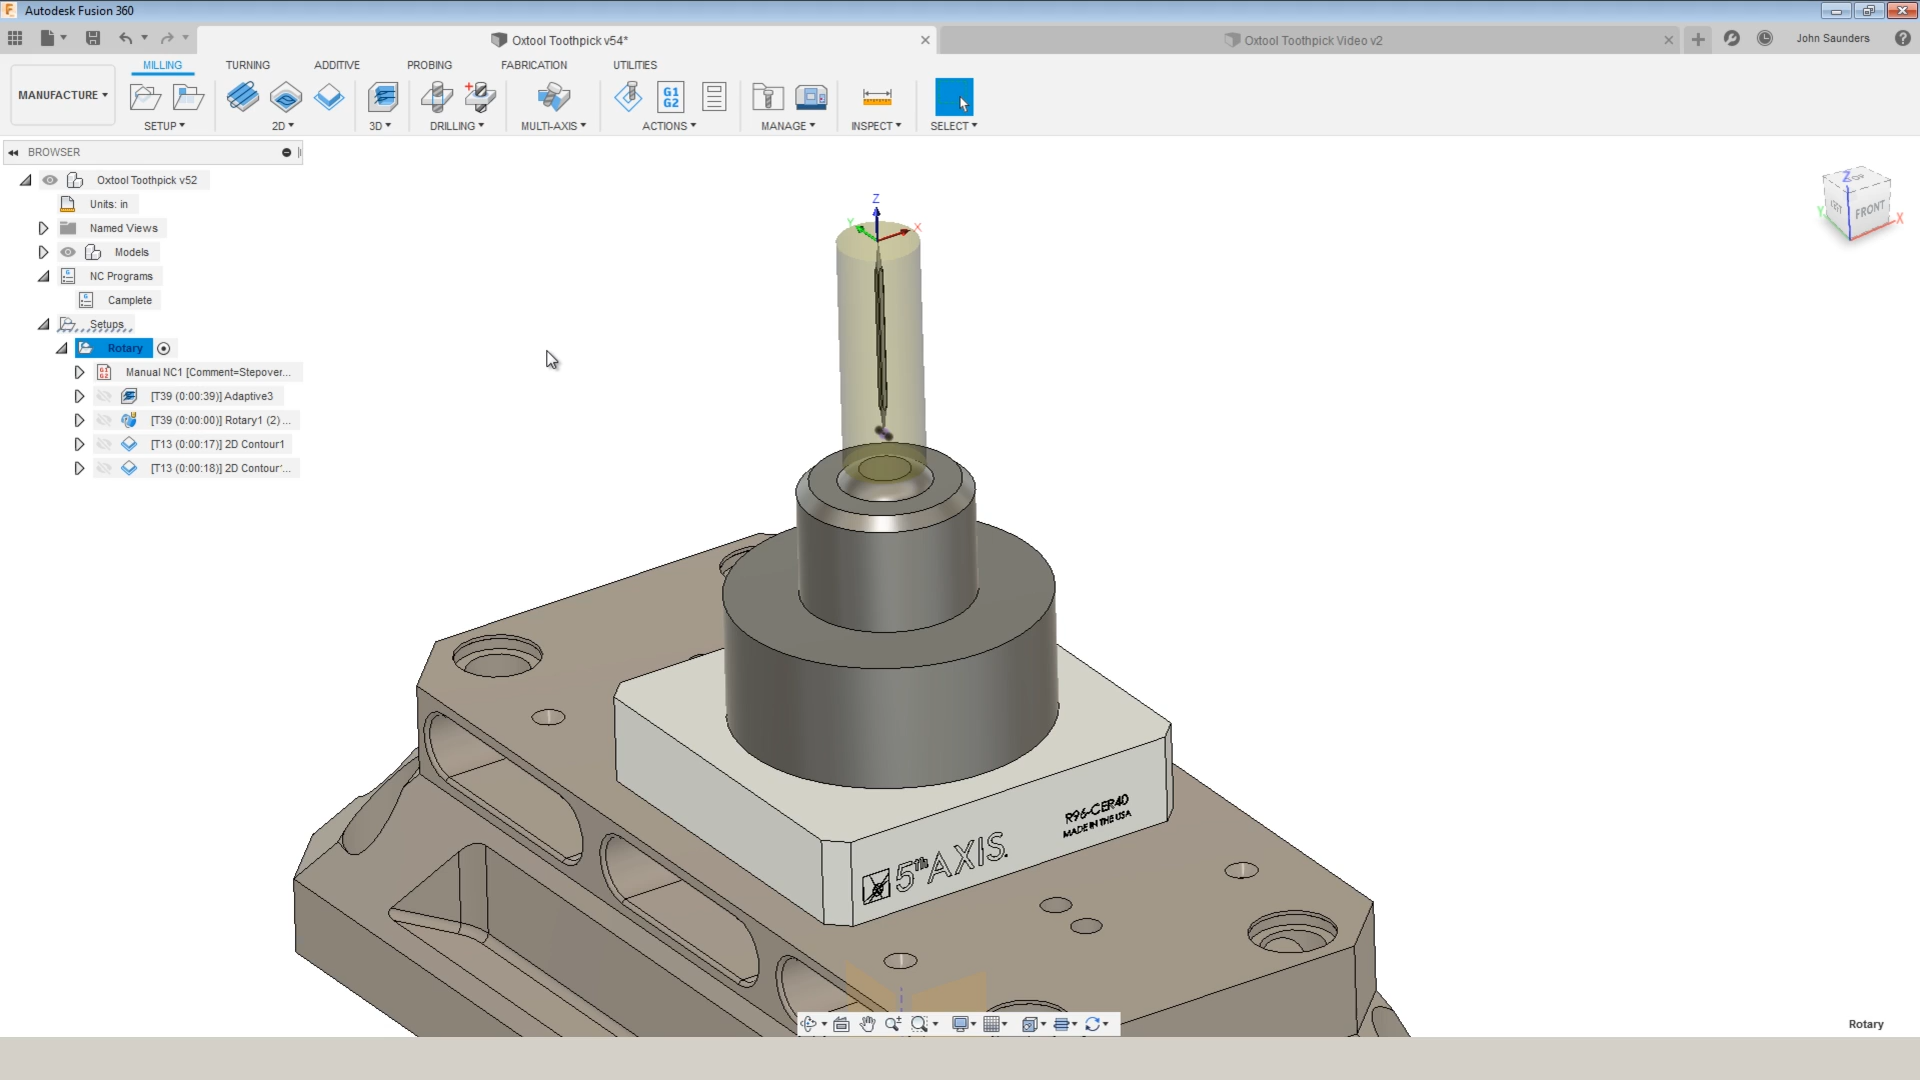 Autodesk Fusion 360
Oxtool Toothpick v54*
Oxtool Toothpick Video v2
John Saunders
MILLING TURNING ADDITIVE PROBING FABRICATION UTILITIES
MANUFACTURE
G1
G2
SETUP 2D 3D DRILLING MULTI-AXIS ACTIONS MANAGE INSPECT SELECT
BROWSER
Oxtool Toothpick v52
Units: in
Named Views
Models
NC Programs
Camplete
Setups
Rotary
Manual NC1 [Comment=Stepover...
[T39 (0:00:39)] Adaptive3
[T39 (0:00:00)] Rotary1 (2) ...
[T13 (0:00:17)] 2D Contour1
[T13 (0:00:18)] 2D Contour'...
Z
Y
X
Z
FRONT
Y
X
R96-CER40
MADE IN THE USA
5th AXIS.
Rotary